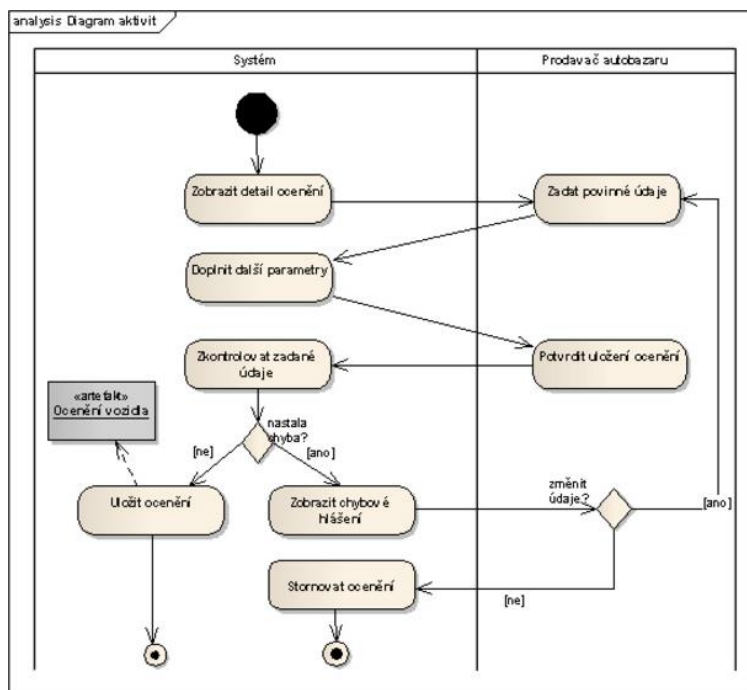 analysis Diagram aktivit
Systém
Prodavač autobazaru
Zobrazit detail ocenění
Zadat povinné údaje
Doplnit další parametry
Zkontrolovat zadané
údaje
Potvrdit uložení ocenění
«artefakt»
Ocenění vozidla
nastala
chyba?
[ne]
[ano]
Uložit ocenění
Zobrazit chybové
hlášení
změnit
údaje?
[ano]
Stornovat ocenění
[ne]